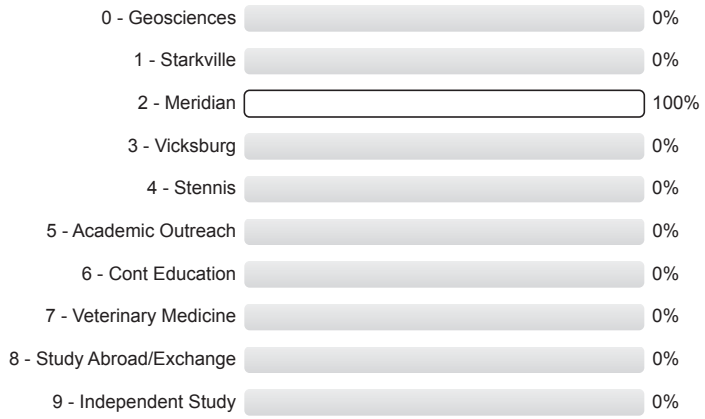 0 - Geosciences 0%
1 - Starkville 0%
2 - Meridian 100%
3 - Vicksburg 0%
4 - Stennis 0%
5 - Academic Outreach 0%
6 - Cont Education 0%
7 - Veterinary Medicine 0%
8 - Study Abroad/Exchange 0%
9 - Independent Study 0%